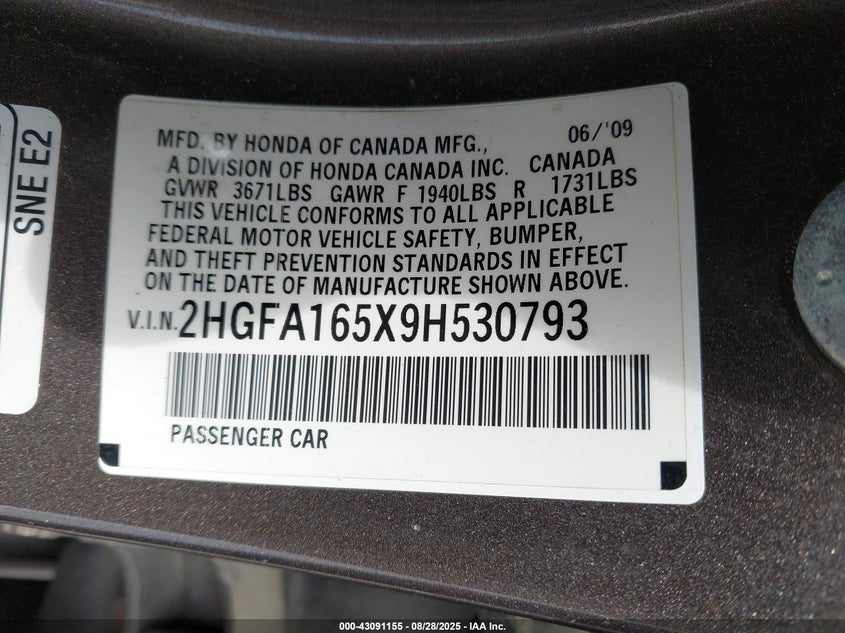 SNE E2
MFD. BY HONDA OF CANADA MFG., 06/'09
A DIVISION OF HONDA CANADA INC. CANADA
GVWR 3671LBS GAWR F 1940LBS R 1731LBS
THIS VEHICLE CONFORMS TO ALL APPLICABLE
FEDERAL MOTOR VEHICLE SAFETY, BUMPER,
AND THEFT PREVENTION STANDARDS IN EFFECT
ON THE DATE OF MANUFACTURE SHOWN ABOVE.
V.I.N. 2HGFA165X9H530793
PASSENGER CAR
000-43091155 - 08/28/2025 - IAA Inc.